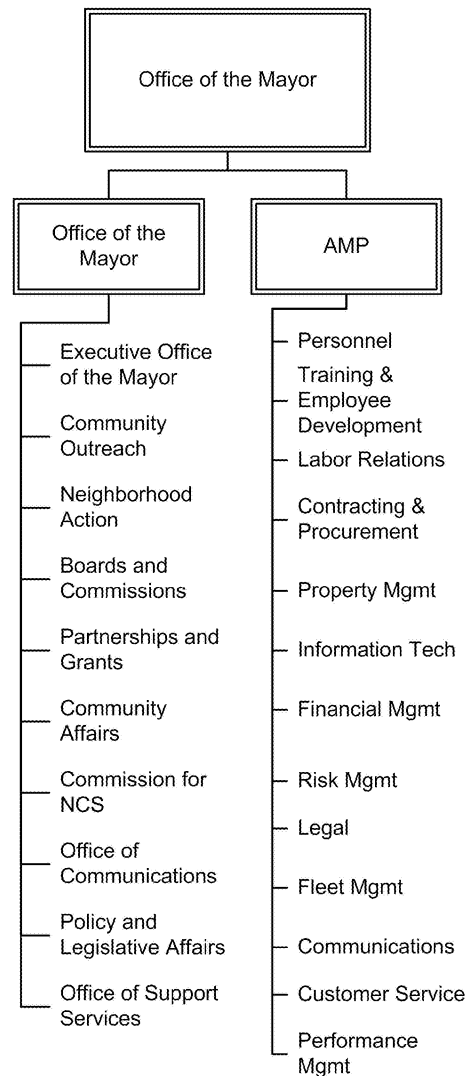 Office of the Mayor
Office of the
Mayor
Executive Office
of the Mayor
Community
Outreach
Neighborhood
Action
Boards and
Commissions
Partnerships and
Grants
Community
Affairs
Commission for
NCS
Office of
Communications
Policy and
Legislative Affairs
Office of Support
Services
AMP
Personnel
Training &
Employee
Development
Labor Relations
Contracting &
Procurement
Property Mgmt
Information Tech
Financial Mgmt
Risk Mgmt
Legal
Fleet Mgmt
Communications
Customer Service
Performance
Mgmt